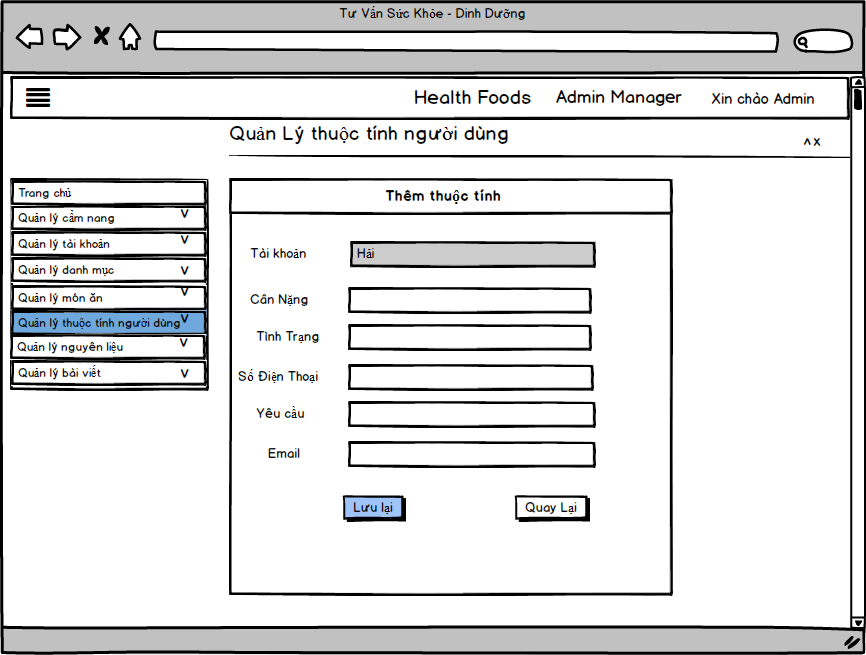 Tư Vấn Sức Khỏe - Dinh Dưỡng
Health Foods Admin Manager Xin chào Admin
Quản Lý thuộc tính người dùng
^ X
Trang chủ
Quản lý cẩm nang V
Quản lý tài khoản V
Quản lý danh mục V
Quản lý món ăn V
Quản lý thuộc tính người dùng V
Quản lý nguyên liệu V
Quản lý bài viết V
Thêm thuộc tính
Tài khoản Hải
Cân Nặng
Tình Trạng
Số Điện Thoại
Yêu cầu
Email
Lưu lại Quay Lại